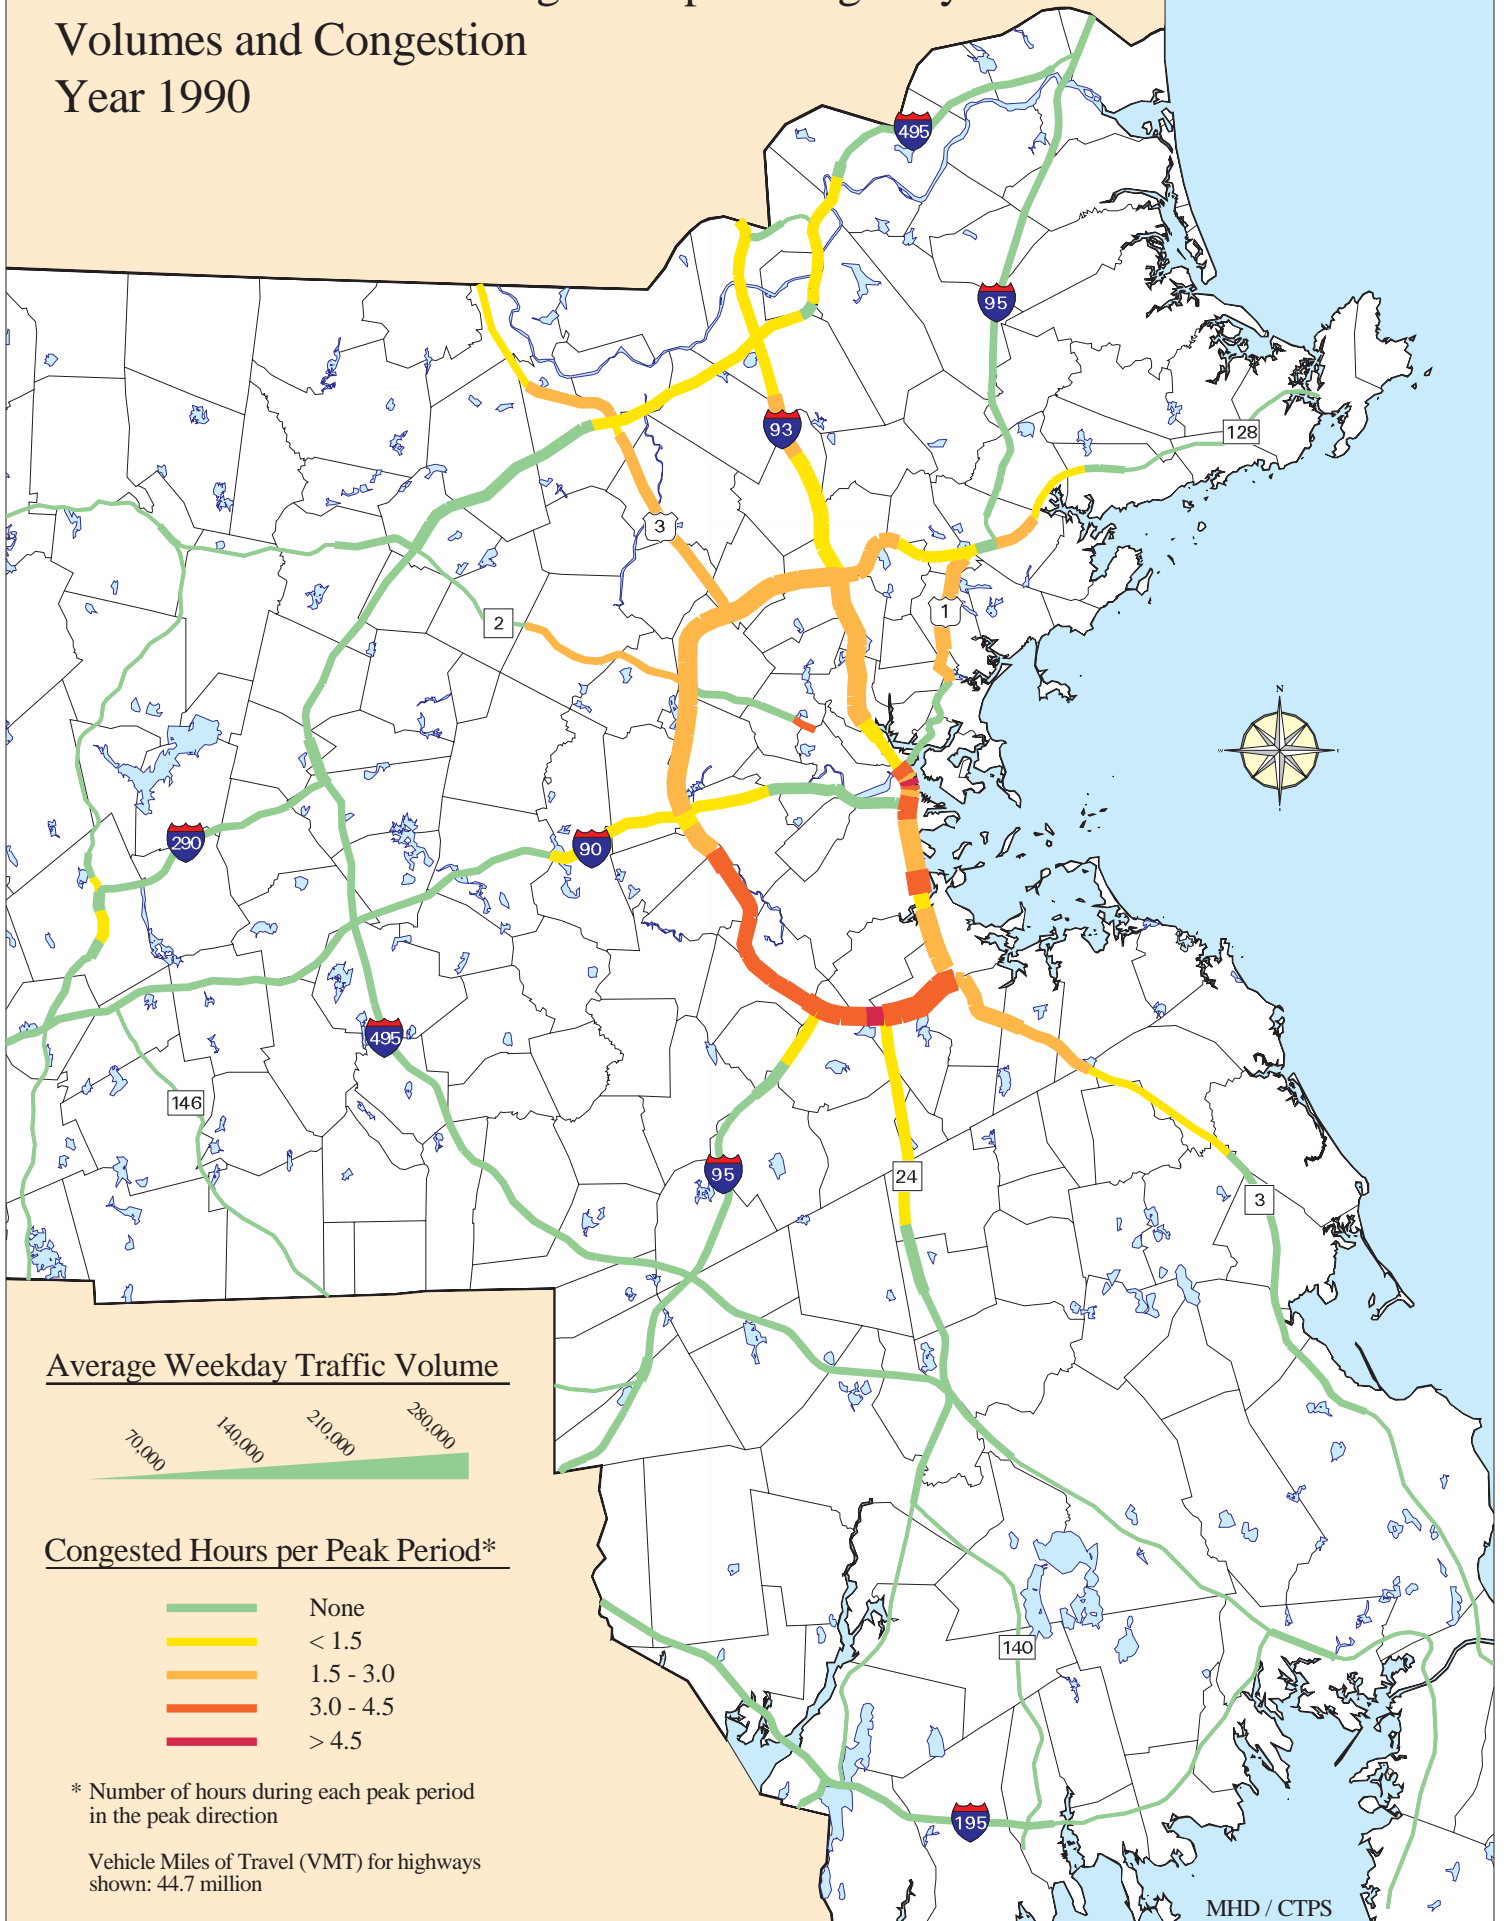 Volumes and Congestion
Year 1990
495
95
93
128
3
1
2
290
90
495
146
95
24
3
140
195
N
W
E
S
Average Weekday Traffic Volume
70,000
140,000
210,000
280,000
Congested Hours per Peak Period*
None
< 1.5
1.5 - 3.0
3.0 - 4.5
> 4.5
* Number of hours during each peak period
in the peak direction
Vehicle Miles of Travel (VMT) for highways
shown: 44.7 million
MHD / CTPS